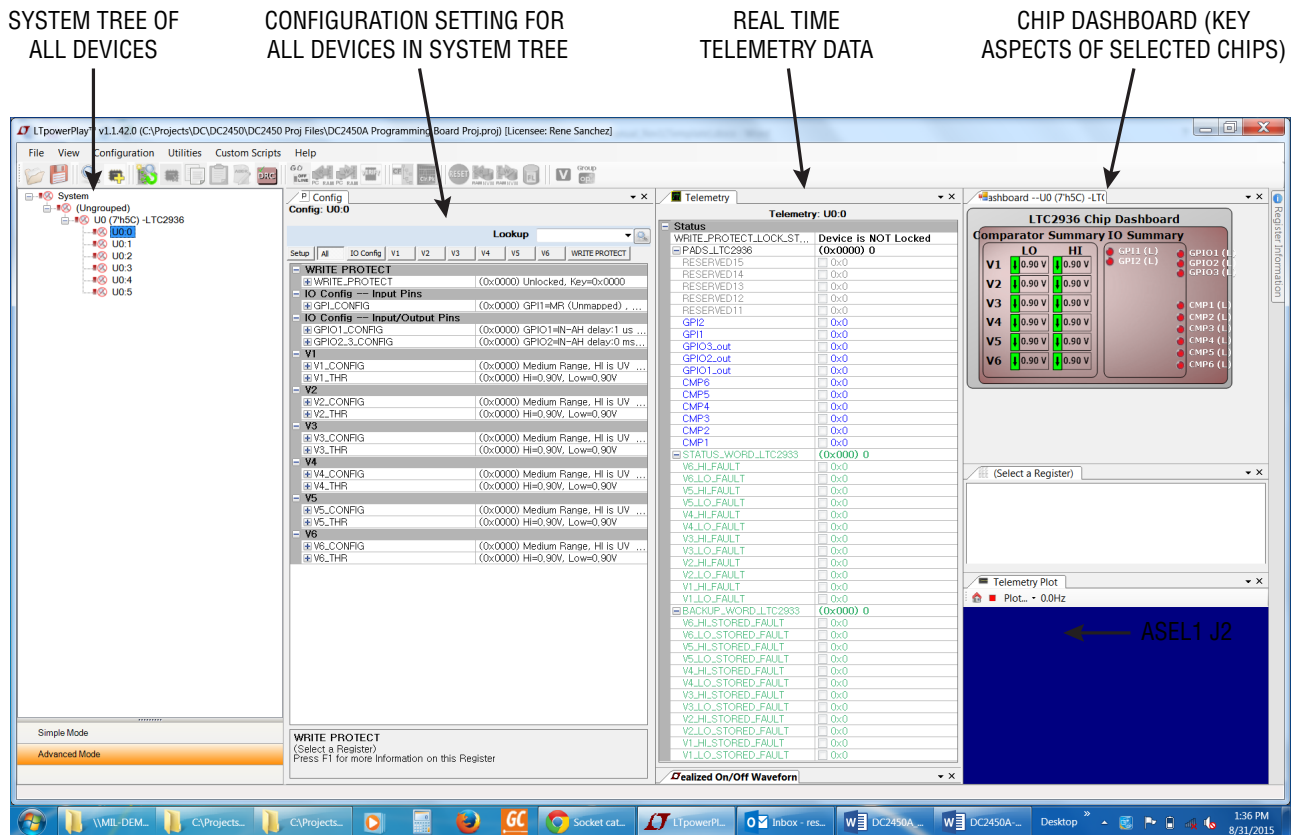 SYSTEM TREE OF
ALL DEVICES
CONFIGURATION SETTING FOR
ALL DEVICES IN SYSTEM TREE
REAL TIME
TELEMETRY DATA
CHIP DASHBOARD (KEY
ASPECTS OF SELECTED CHIPS)
LTpowerPlay™ v1.1.42.0 (C:\Projects\DC\DC2450\DC2450 Proj Files\DC2450A Programming Board Proj.proj) [Licensee: Rene Sanchez]
File View Configuration Utilities Custom Scripts Help
System
(Ungrouped)
U0 (7'h5C) -LTC2936
U0:0
U0:1
U0:2
U0:3
U0:4
U0:5
Simple Mode
Advanced Mode
Config
Config: U0:0
Lookup
Setup All IO Config V1 V2 V3 V4 V5 V6 WRITE PROTECT
WRITE PROTECT
WRITE_PROTECT (0x0000) Unlocked, Key=0x0000
IO Config -- Input Pins
GPI_CONFIG (0x0000) GPI1=MR (Unmapped) , ...
IO Config -- Input/Output Pins
GPIO1_CONFIG (0x0000) GPIO1=IN-AH delay:1 us ...
GPIO2_3_CONFIG (0x0000) GPIO2=IN-AH delay:0 ms...
V1
V1_CONFIG (0x0000) Medium Range, HI is UV ...
V1_THR (0x0000) Hi=0.90V, Low=0.90V
V2
V2_CONFIG (0x0000) Medium Range, HI is UV ...
V2_THR (0x0000) Hi=0.90V, Low=0.90V
V3
V3_CONFIG (0x0000) Medium Range, HI is UV ...
V3_THR (0x0000) Hi=0.90V, Low=0.90V
V4
V4_CONFIG (0x0000) Medium Range, HI is UV ...
V4_THR (0x0000) Hi=0.90V, Low=0.90V
V5
V5_CONFIG (0x0000) Medium Range, HI is UV ...
V5_THR (0x0000) Hi=0.90V, Low=0.90V
V6
V6_CONFIG (0x0000) Medium Range, HI is UV ...
V6_THR (0x0000) Hi=0.90V, Low=0.90V
WRITE PROTECT
(Select a Register)
Press F1 for more Information on this Register
Telemetry
Telemetry: U0:0
Status
WRITE_PROTECT_LOCK_ST... Device is NOT Locked
PADS_LTC2936 (0x0000) 0
RESERVED15 0x0
RESERVED14 0x0
RESERVED13 0x0
RESERVED12 0x0
RESERVED11 0x0
GPI2 0x0
GPI1 0x0
GPIO3_out 0x0
GPIO2_out 0x0
GPIO1_out 0x0
CMP6 0x0
CMP5 0x0
CMP4 0x0
CMP3 0x0
CMP2 0x0
CMP1 0x0
STATUS_WORD_LTC2933 (0x000) 0
V6_HI_FAULT 0x0
V6_LO_FAULT 0x0
V5_HI_FAULT 0x0
V5_LO_FAULT 0x0
V4_HI_FAULT 0x0
V4_LO_FAULT 0x0
V3_HI_FAULT 0x0
V3_LO_FAULT 0x0
V2_HI_FAULT 0x0
V2_LO_FAULT 0x0
V1_HI_FAULT 0x0
V1_LO_FAULT 0x0
BACKUP_WORD_LTC2933 (0x000) 0
V6_HI_STORED_FAULT 0x0
V6_LO_STORED_FAULT 0x0
V5_HI_STORED_FAULT 0x0
V5_LO_STORED_FAULT 0x0
V4_HI_STORED_FAULT 0x0
V4_LO_STORED_FAULT 0x0
V3_HI_STORED_FAULT 0x0
V3_LO_STORED_FAULT 0x0
V2_HI_STORED_FAULT 0x0
V2_LO_STORED_FAULT 0x0
V1_HI_STORED_FAULT 0x0
V1_LO_STORED_FAULT 0x0
ealized On/Off Waveforn
ashboard --U0 (7'h5C) -LT(
LTC2936 Chip Dashboard
Comparator Summary IO Summary
LO HI
V1 0.90 V 0.90 V
V2 0.90 V 0.90 V
V3 0.90 V 0.90 V
V4 0.90 V 0.90 V
V5 0.90 V 0.90 V
V6 0.90 V 0.90 V
GPI1 (L)
GPI2 (L)
GPIO1 (L
GPIO2 (L
GPIO3 (L
CMP1 (L)
CMP2 (L)
CMP3 (L)
CMP4 (L)
CMP5 (L)
CMP6 (L)
Register Information
(Select a Register)
Telemetry Plot
Plot... 0.0Hz
ASEL1 J2
\\MIL-DEM... C:\Projects... C:\Projects... GC Socket cat... LTpowerPl... Inbox - res... DC2450A_... DC2450A-... Desktop
1:36 PM
8/31/2015